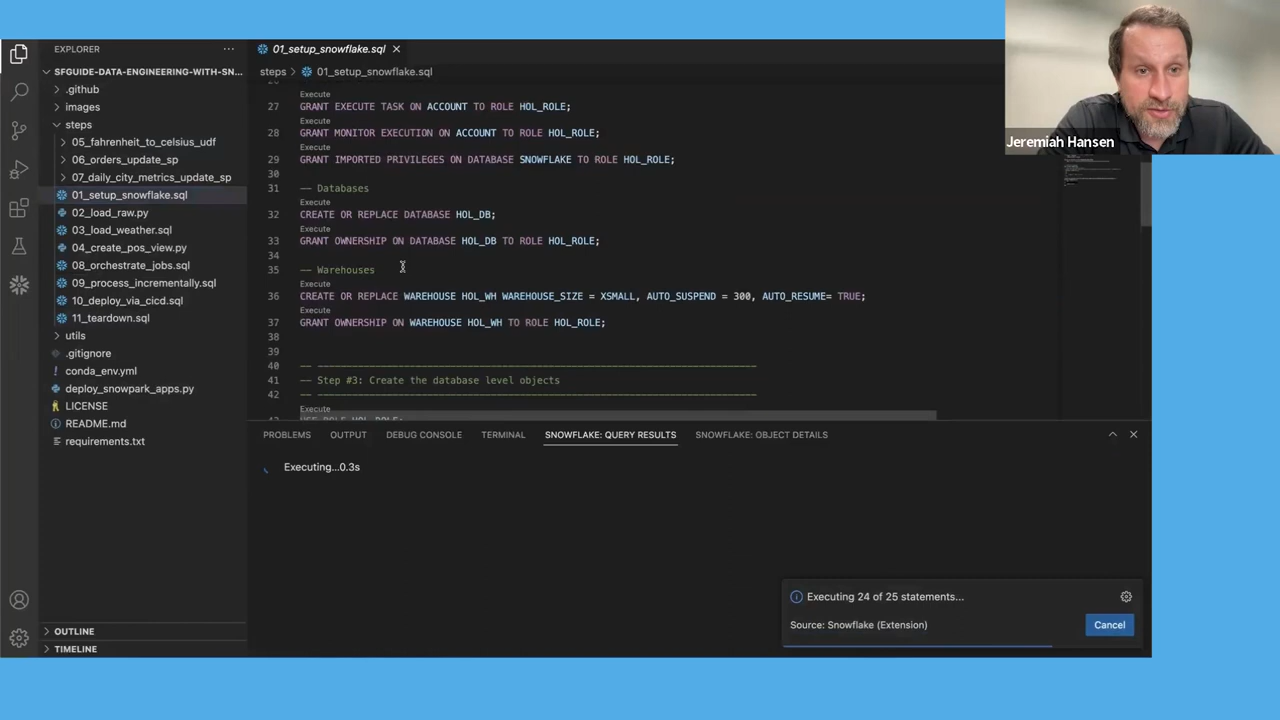 EXPLORER
01_setup_snowflake.sql
SFGUIDE-DATA-ENGINEERING-WITH-SN...
.github
images
steps
05_fahrenheit_to_celsius_udf
06_orders_update_sp
07_daily_city_metrics_update_sp
01_setup_snowflake.sql
02_load_raw.py
03_load_weather.sql
04_create_pos_view.py
08_orchestrate_jobs.sql
09_process_incrementally.sql
10_deploy_via_cicd.sql
11_teardown.sql
utils
.gitignore
conda_env.yml
deploy_snowpark_apps.py
LICENSE
README.md
requirements.txt
OUTLINE
TIMELINE
steps > 01_setup_snowflake.sql
Execute
27 GRANT EXECUTE TASK ON ACCOUNT TO ROLE HOL_ROLE;
Execute
28 GRANT MONITOR EXECUTION ON ACCOUNT TO ROLE HOL_ROLE;
Execute
29 GRANT IMPORTED PRIVILEGES ON DATABASE SNOWFLAKE TO ROLE HOL_ROLE;
30
31 -- Databases
Execute
32 CREATE OR REPLACE DATABASE HOL_DB;
Execute
33 GRANT OWNERSHIP ON DATABASE HOL_DB TO ROLE HOL_ROLE;
34
35 -- Warehouses
Execute
36 CREATE OR REPLACE WAREHOUSE HOL_WH WAREHOUSE_SIZE = XSMALL, AUTO_SUSPEND = 300, AUTO_RESUME= TRUE;
Execute
37 GRANT OWNERSHIP ON WAREHOUSE HOL_WH TO ROLE HOL_ROLE;
38
39
40 -- ----------------------------------------------------------------------------
41 -- Step #3: Create the database level objects
42 -- ----------------------------------------------------------------------------
Execute
PROBLEMS OUTPUT DEBUG CONSOLE TERMINAL SNOWFLAKE: QUERY RESULTS SNOWFLAKE: OBJECT DETAILS
Executing...0.3s
Executing 24 of 25 statements...
Source: Snowflake (Extension)
Cancel
Jeremiah Hansen